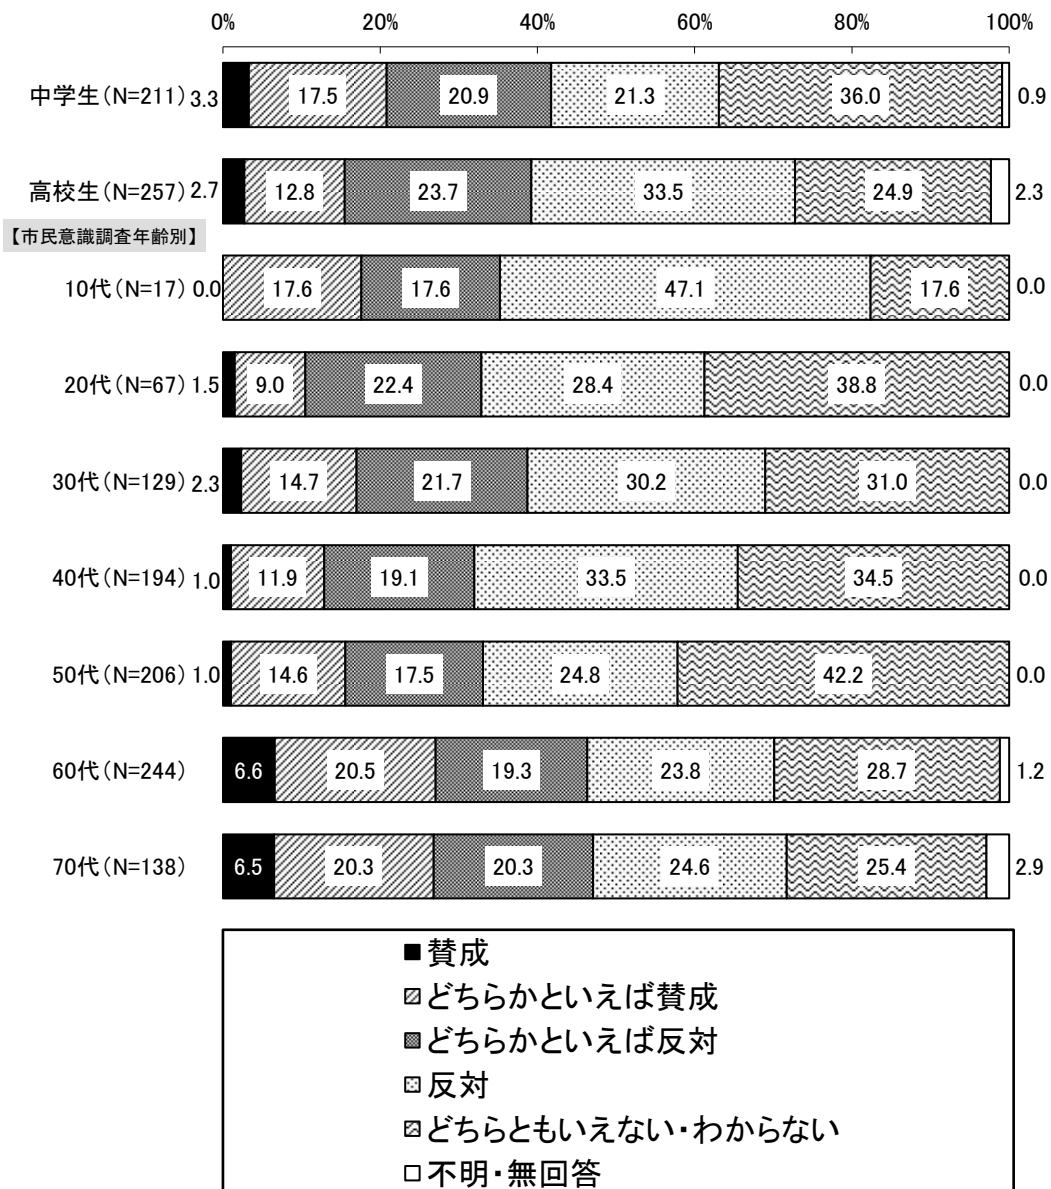 0% 20% 40% 60% 80% 100%
中学生(N=211) 3.3 17.5 20.9 21.3 36.0 0.9
高校生(N=257) 2.7 12.8 23.7 33.5 24.9 2.3
【市民意識調査年齢別】
10代(N=17) 0.0 17.6 17.6 47.1 17.6 0.0
20代(N=67) 1.5 9.0 22.4 28.4 38.8 0.0
30代(N=129) 2.3 14.7 21.7 30.2 31.0 0.0
40代(N=194) 1.0 11.9 19.1 33.5 34.5 0.0
50代(N=206) 1.0 14.6 17.5 24.8 42.2 0.0
60代(N=244) 6.6 20.5 19.3 23.8 28.7 1.2
70代(N=138) 6.5 20.3 20.3 24.6 25.4 2.9
賛成
どちらかといえば賛成
どちらかといえば反対
反対
どちらともいえない・わからない
不明・無回答